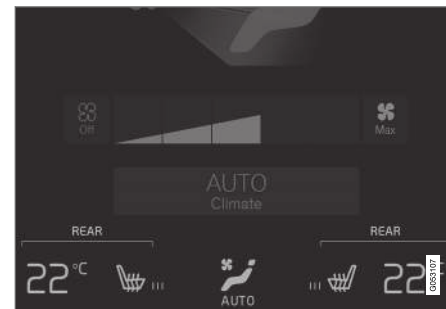 Off
Max
AUTO
Climate
REAR
REAR
22°C
AUTO
22
G053107